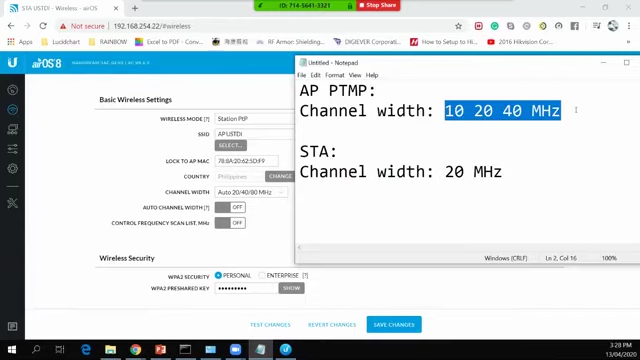 STA USTDI - Wireless - airOS
ID: 714-5641-3321
Stop Share
Not secure | 192.168.254.22/#wireless
Apps
Lucidchart
RAINBOW
Excel to PDF - Conv...
海康威視
RF Armor: Shielding...
DIGIEVER Corporation...
How to Setup to Hi...
2016 Hikvision Comp
U
airOS 8
Untitled - Notepad
File Edit Format View Help
AP PTMP:
Channel width: 10 20 40 MHz
STA:
Channel width: 20 MHz
Windows (CRLF)
Ln 2, Col 16
100%
Basic Wireless Settings
WIRELESS MODE [?]
Station PtP
SSID
AP USTDI
SELECT...
LOCK TO AP MAC
78:8A:20:62:5D:F9
COUNTRY
Philippines
CHANGE
CHANNEL WIDTH
Auto 20/40/80 MHz
AUTO CHANNEL WIDTH [?]
OFF
CONTROL FREQUENCY SCAN LIST, MHz
OFF
Wireless Security
WPA2 SECURITY
PERSONAL
ENTERPRISE
[?]
WPA2 PRESHARED KEY
SHOW
TEST CHANGES
REVERT CHANGES
SAVE CHANGES
3:28 PM
13/04/2020